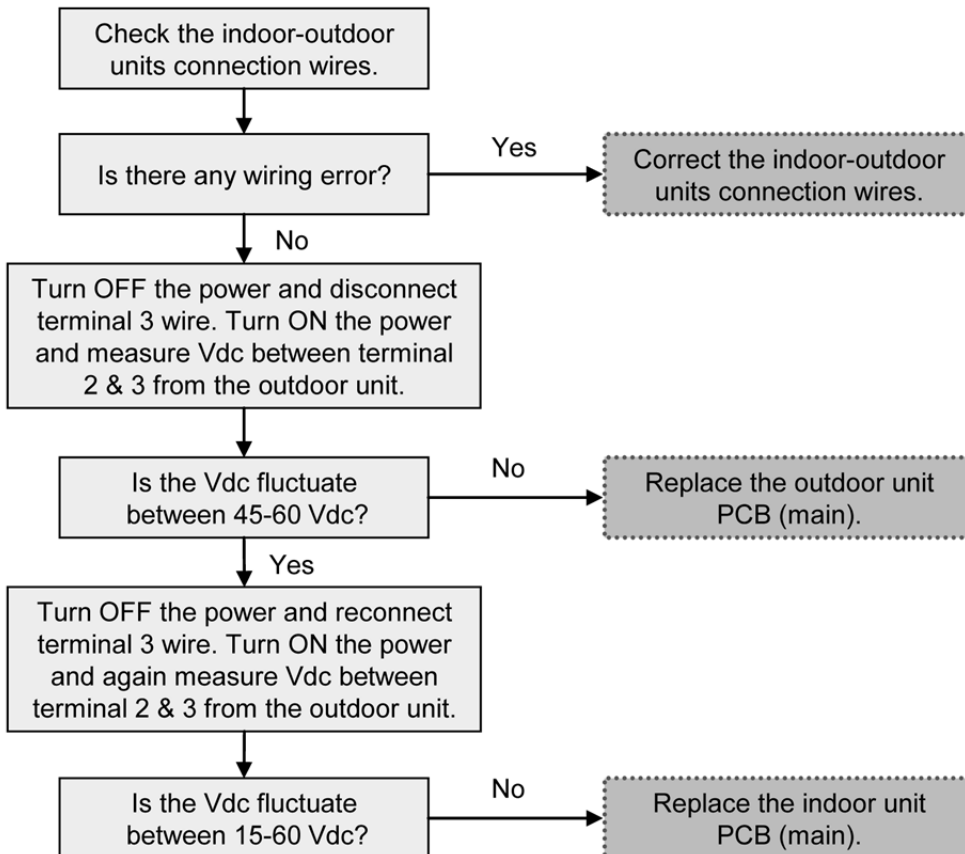 Check the indoor-outdoor
units connection wires.
Is there any wiring error?
Yes
Correct the indoor-outdoor
units connection wires.
No
Turn OFF the power and disconnect
terminal 3 wire. Turn ON the power
and measure Vdc between terminal
2 & 3 from the outdoor unit.
Is the Vdc fluctuate
between 45-60 Vdc?
No
Replace the outdoor unit
PCB (main).
Yes
Turn OFF the power and reconnect
terminal 3 wire. Turn ON the power
and again measure Vdc between
terminal 2 & 3 from the outdoor unit.
Is the Vdc fluctuate
between 15-60 Vdc?
No
Replace the indoor unit
PCB (main).